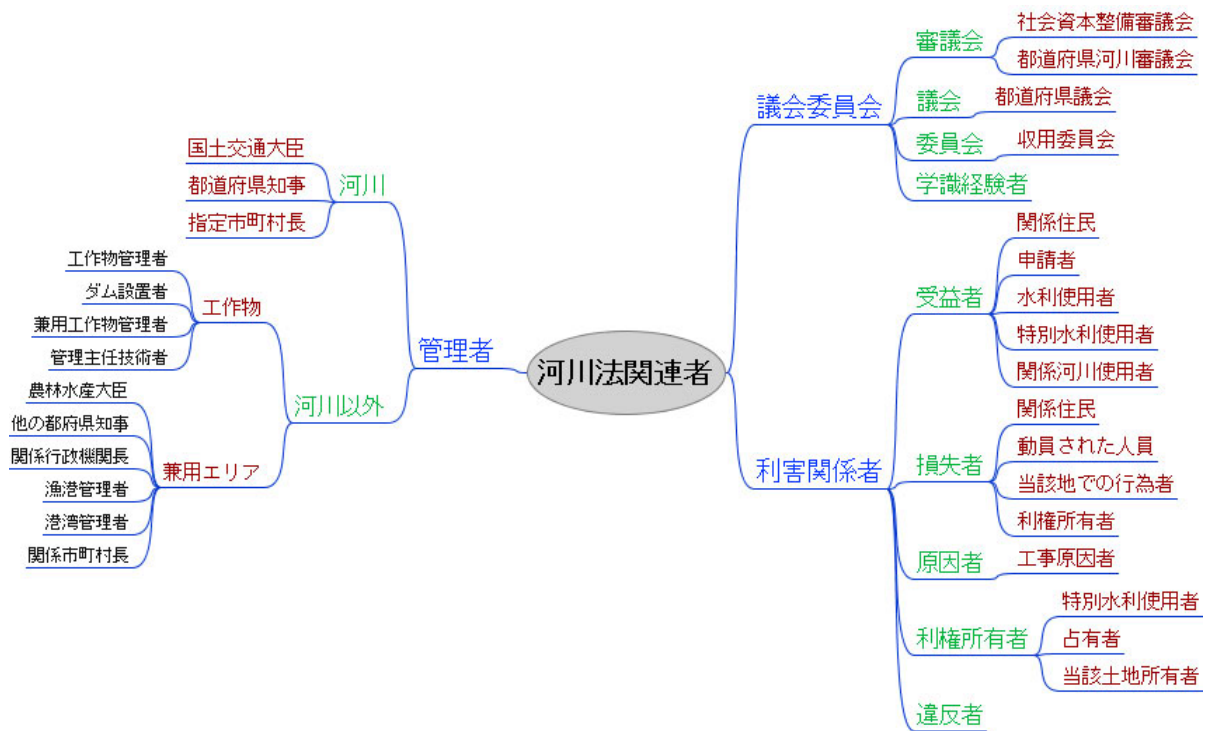 河川法関連者
管理者
河川
国土交通大臣
都道府県知事
指定市町村長
河川以外
工作物
工作物管理者
ダム設置者
兼用工作物管理者
管理主任技術者
兼用エリア
農林水産大臣
他の都府県知事
関係行政機関長
漁港管理者
港湾管理者
関係市町村長
議会委員会
審議会
社会資本整備審議会
都道府県河川審議会
議会
都道府県議会
委員会
収用委員会
学識経験者
利害関係者
受益者
関係住民
申請者
水利使用者
特別水利使用者
関係河川使用者
損失者
関係住民
動員された人員
当該地での行為者
利権所有者
原因者
工事原因者
利権所有者
特別水利使用者
占有者
当該土地所有者
違反者